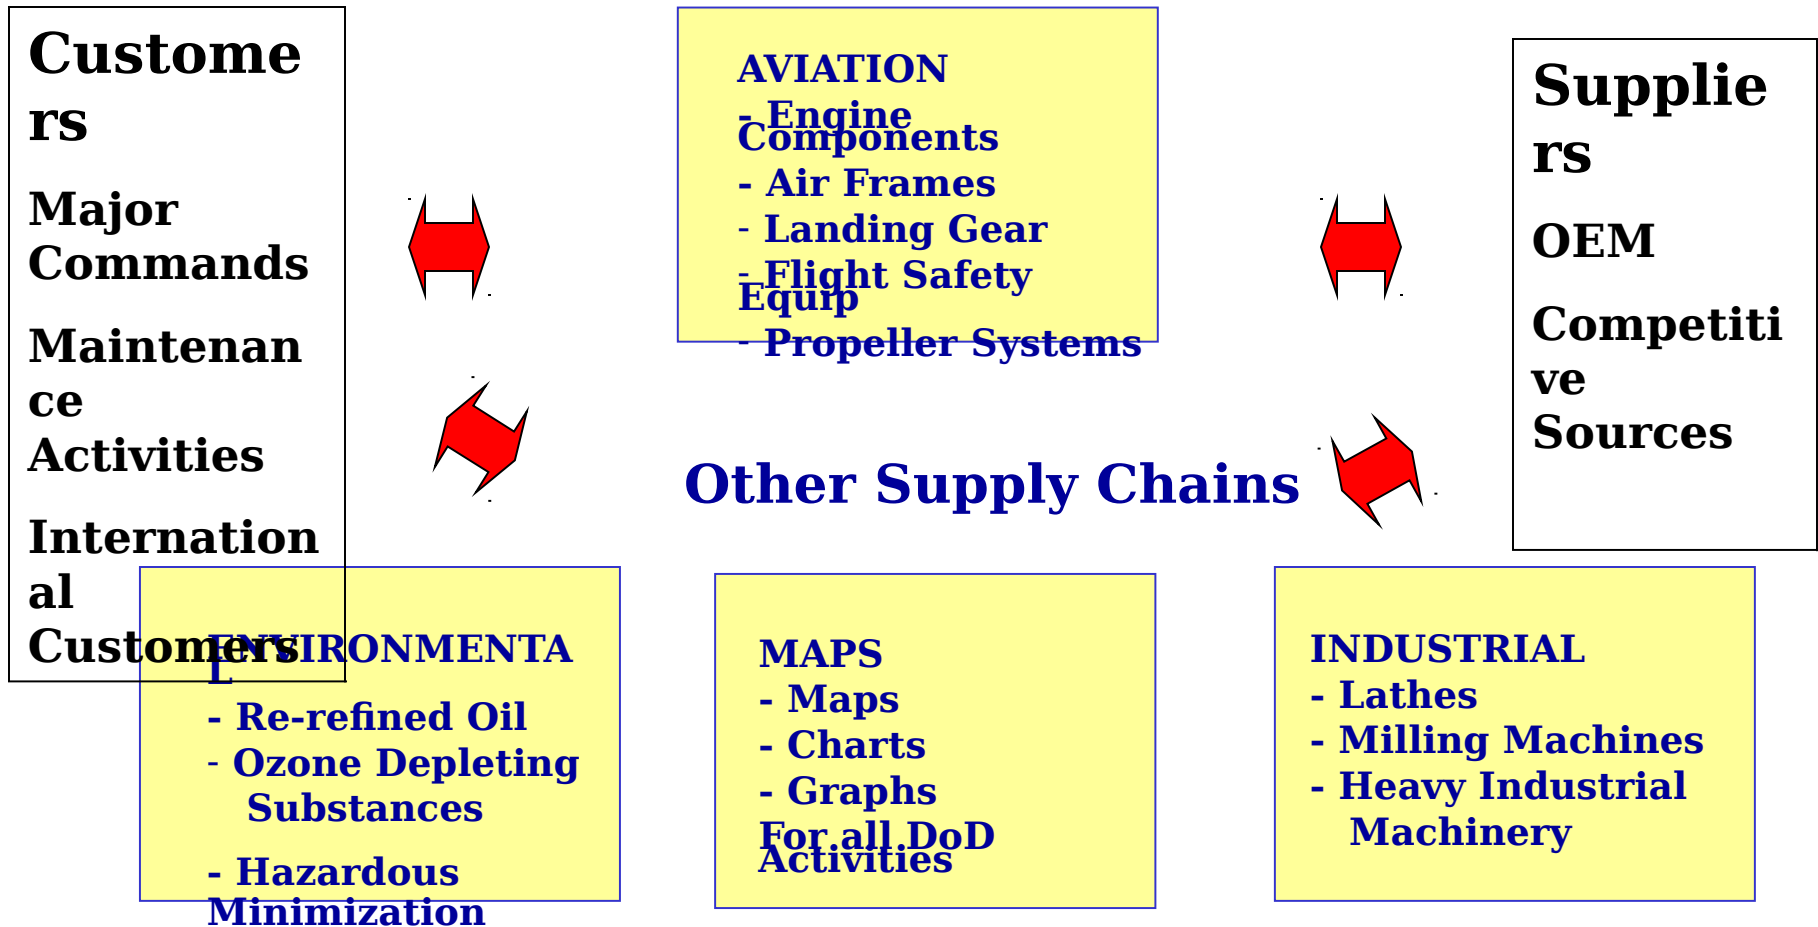 Custome
rs
Major
Commands
Maintenan
ce
Activities
Internation
al
Customers
AVIATION
- Engine
Components
- Air Frames
- Landing Gear
- Flight Safety
Equip
- Propeller Systems
Supplie
rs
OEM
Competiti
ve
Sources
Other Supply Chains
ENVIRONMENTA
L
- Re-refined Oil
- Ozone Depleting
Substances
- Hazardous
Minimization
MAPS
- Maps
- Charts
- Graphs
For all DoD
Activities
INDUSTRIAL
- Lathes
- Milling Machines
- Heavy Industrial
Machinery